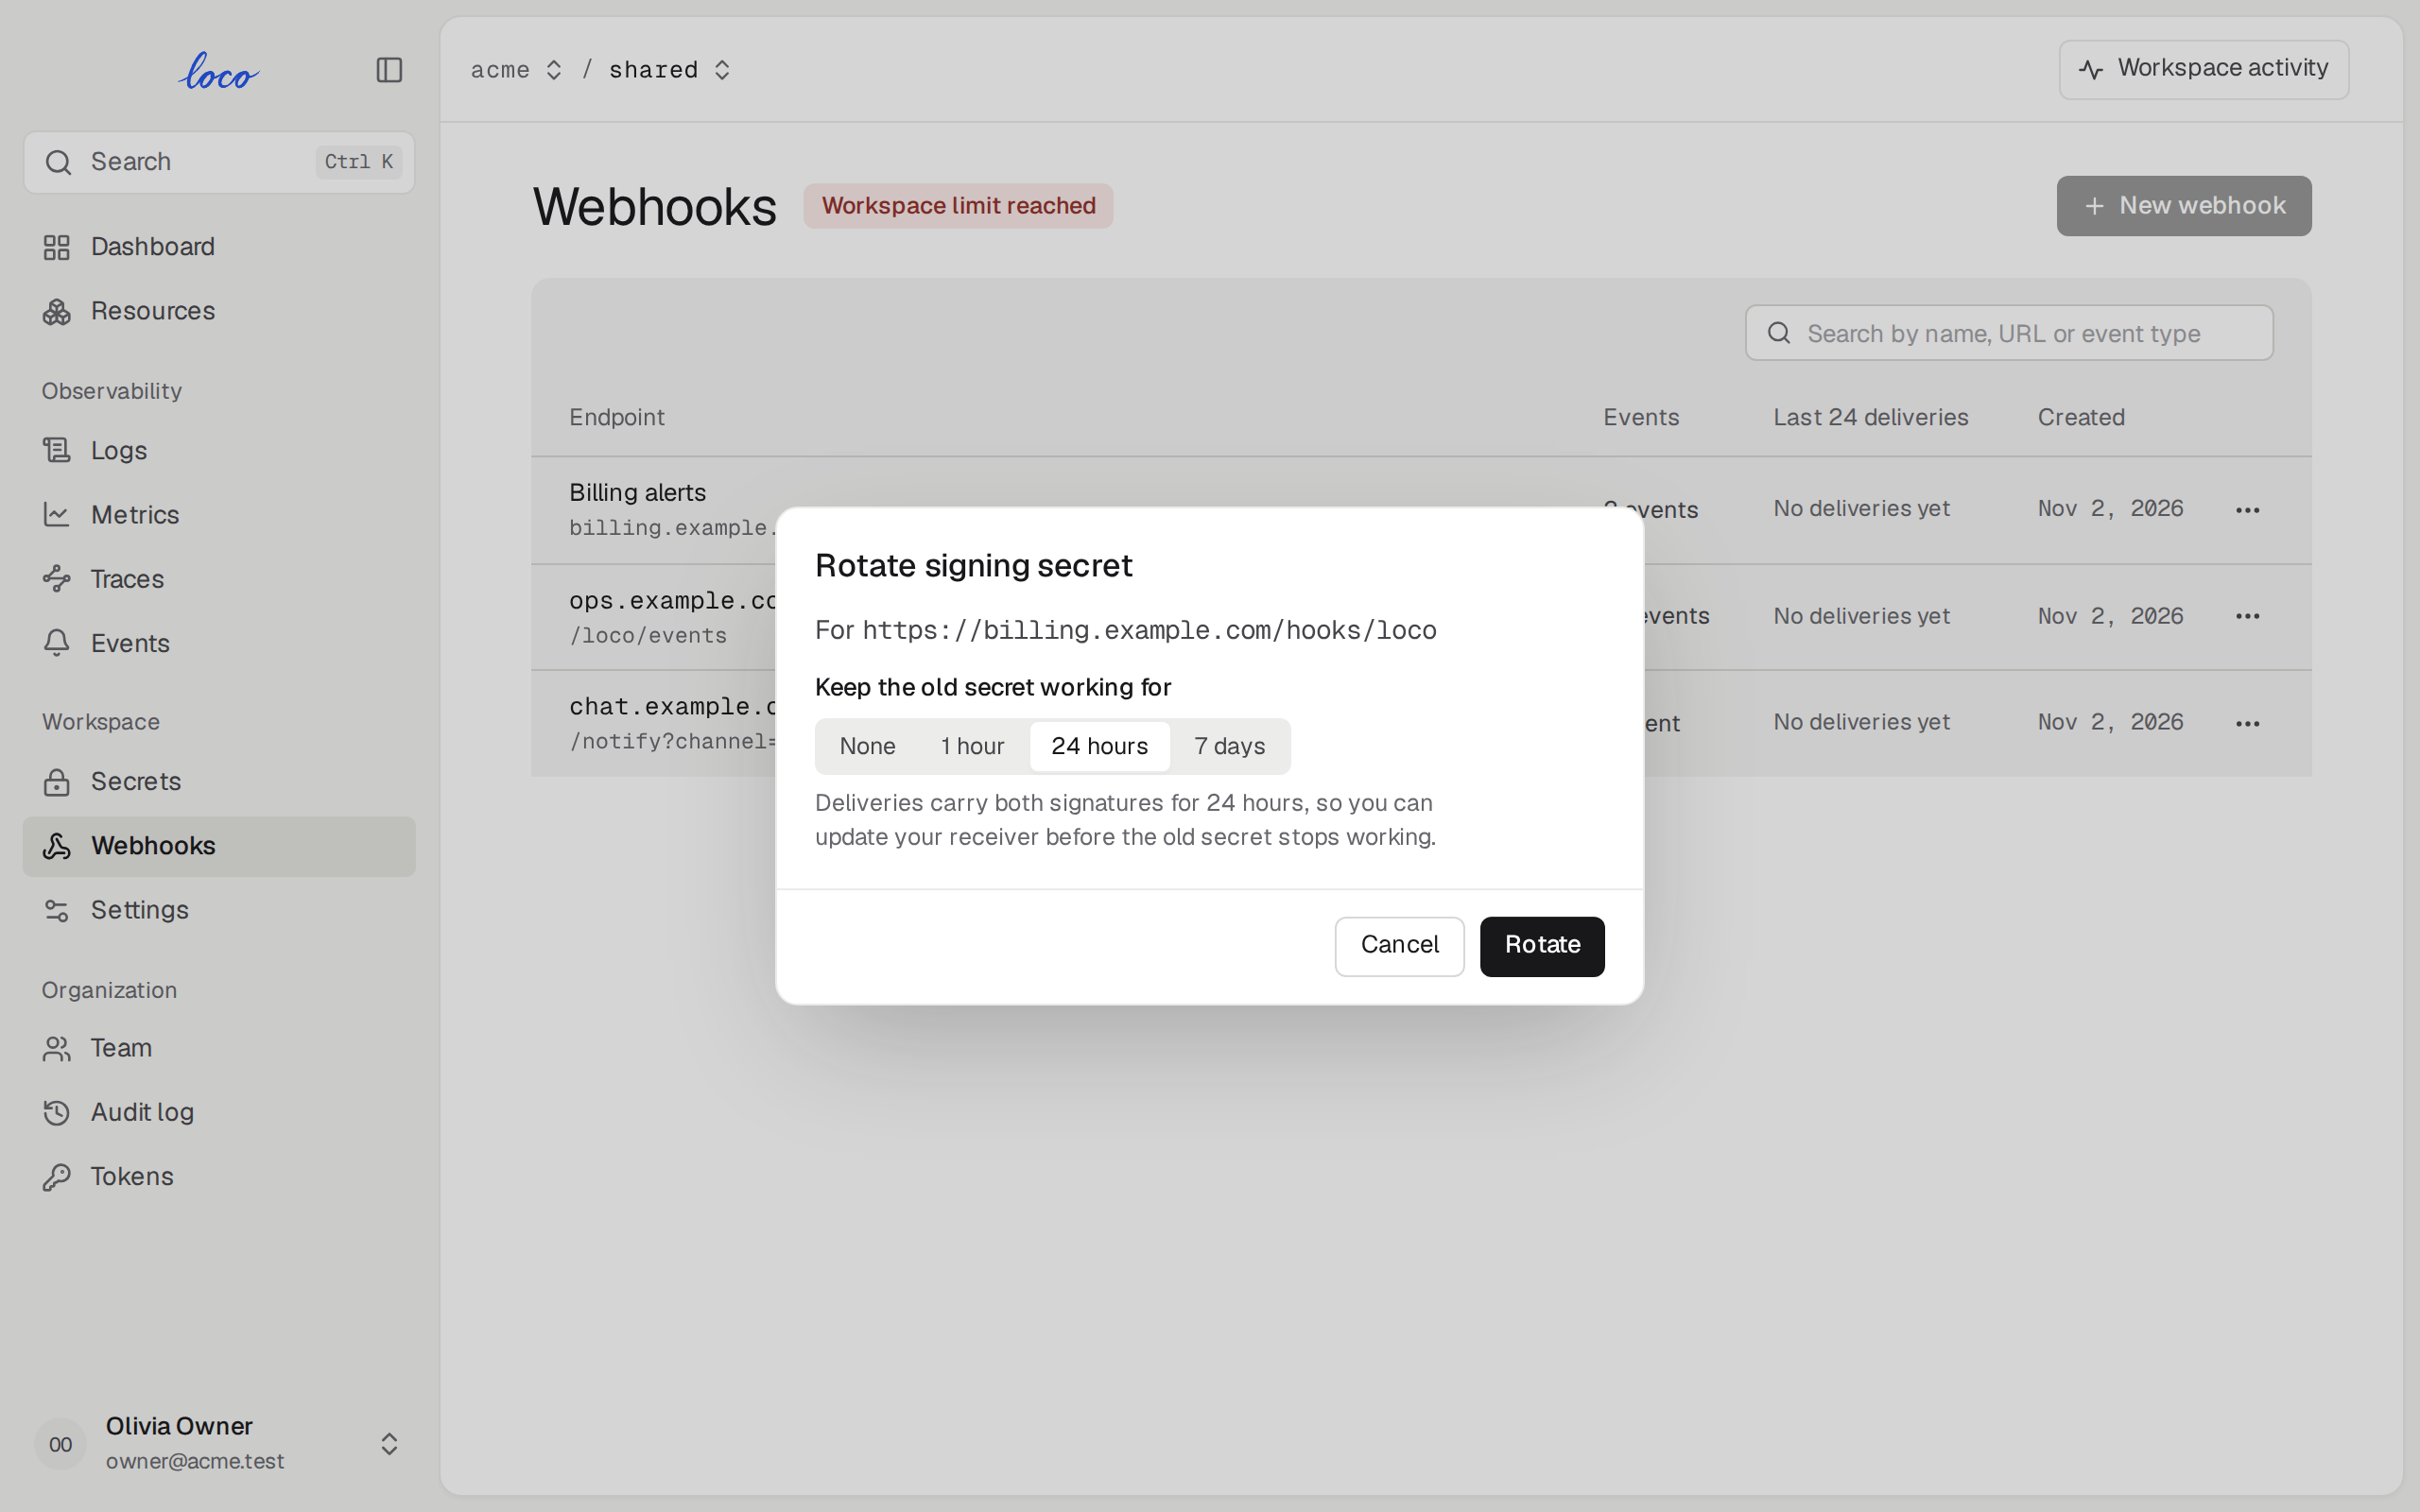 loco
Search Ctrl K
Dashboard
Resources
Observability
Logs
Metrics
Traces
Events
Workspace
Secrets
Webhooks
Settings
Organization
Team
Audit log
Tokens
OO
Olivia Owner
owner@acme.test
acme / shared
Workspace activity
Webhooks Workspace limit reached
New webhook
Search by name, URL or event type
Endpoint Events Last 24 deliveries Created
Billing alerts
billing.example.
events No deliveries yet Nov 2, 2026
ops.example.co
/loco/events
events No deliveries yet Nov 2, 2026
chat.example.c
/notify?channel=
ent No deliveries yet Nov 2, 2026
Rotate signing secret
For https://billing.example.com/hooks/loco
Keep the old secret working for
None 1 hour 24 hours 7 days
Deliveries carry both signatures for 24 hours, so you can
update your receiver before the old secret stops working.
Cancel Rotate